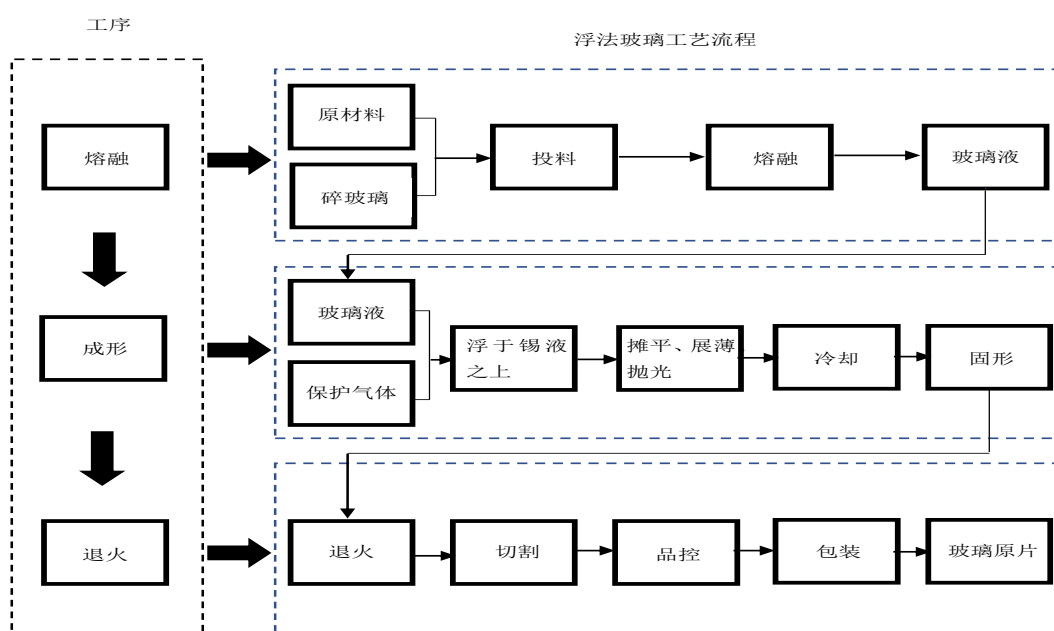 工序
浮法玻璃工艺流程
熔融
原材料
碎玻璃
投料
熔融
玻璃液
成形
玻璃液
保护气体
浮于锡液
之上
摊平、展薄
抛光
冷却
固形
退火
退火
切割
品控
包装
玻璃原片